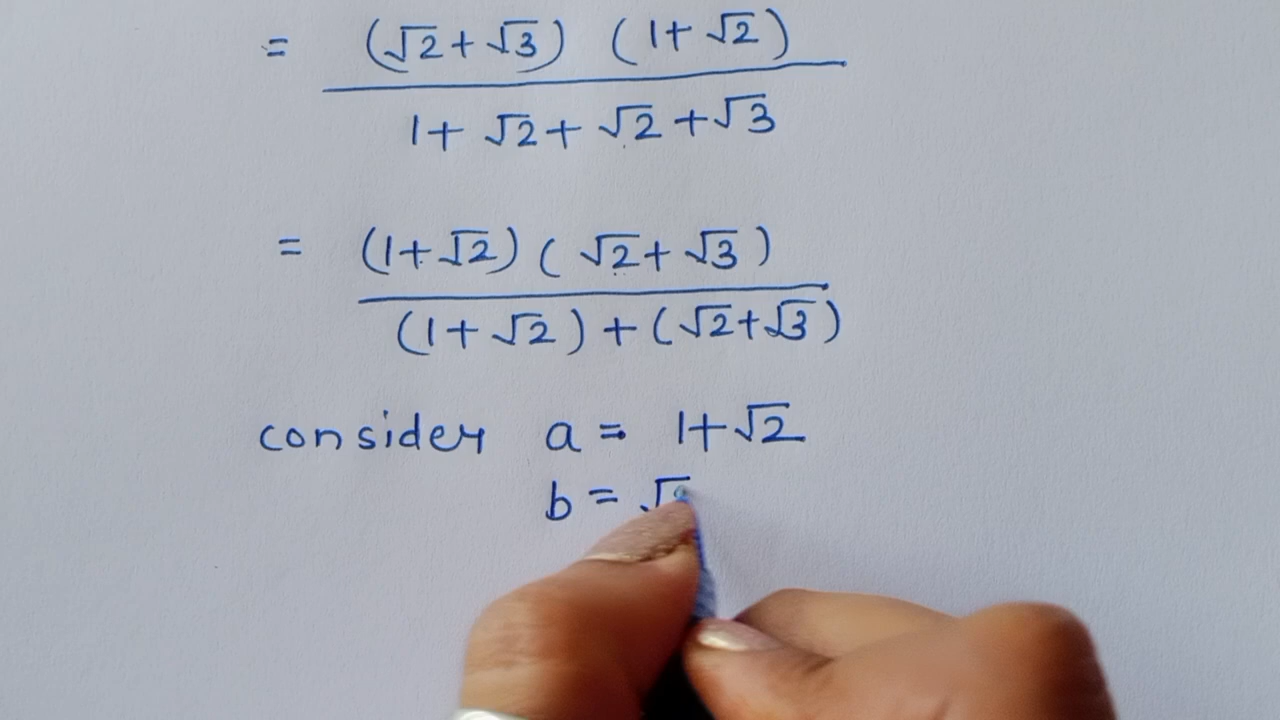 = (√2+√3) (1+√2)
1+ √2+ √2 +√3
= (1+√2) ( √2+ √3 )
(1+ √2 ) + (√2+√3 )
consider a = 1+√2
b = √